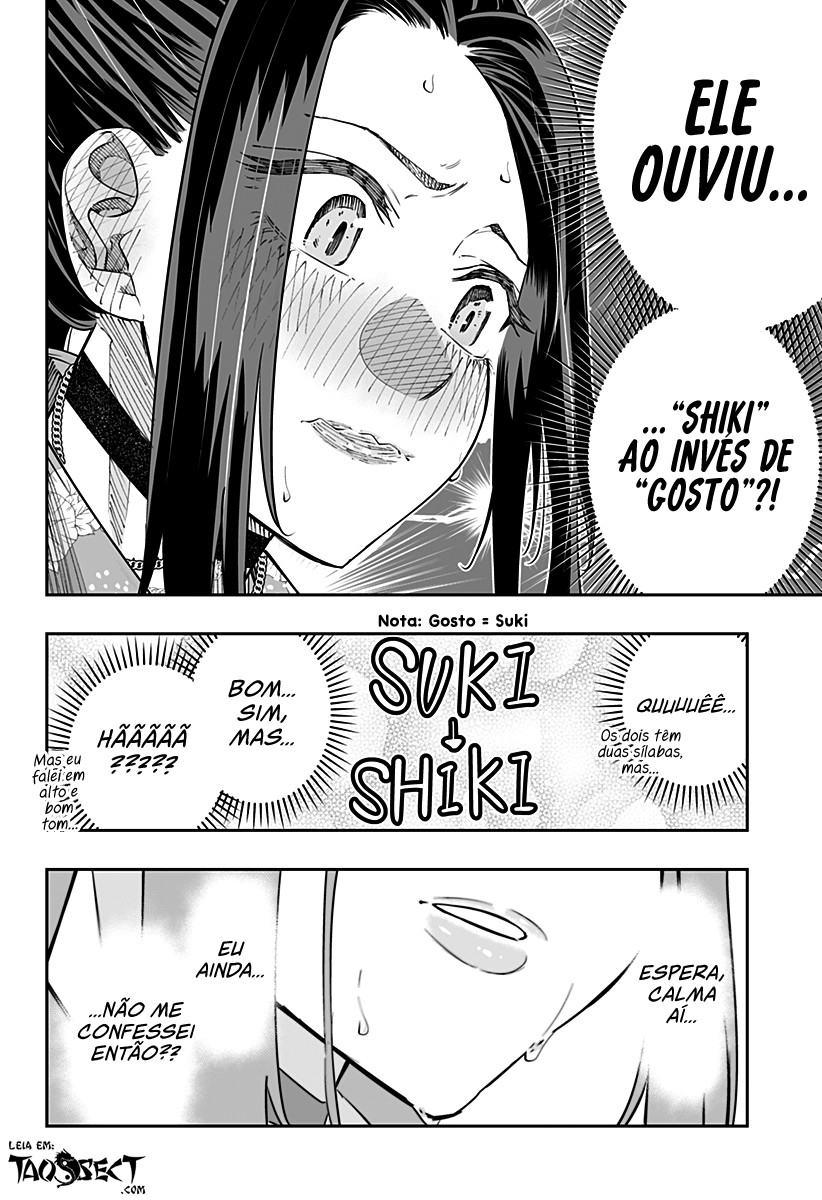 ELE
OUVIU...
..."SHIKI"
AO INVÉS DE
"GOSTO"?!
Nota: Gosto = Suki
QUUUUÊÊ...
Os dois têm
duas sílabas,
mas...
SUKI
SHIKI
BOM...
SIM,
MAS...
HÃÃÃÃÃ
?????
Mas eu
falei em
alto e
bom
tom...
ESPERA,
CALMA
AÍ...
EU
AINDA...
...NÃO ME
CONFESSEI
ENTÃO??
LEIA EM:
TAOSSECT
.COM